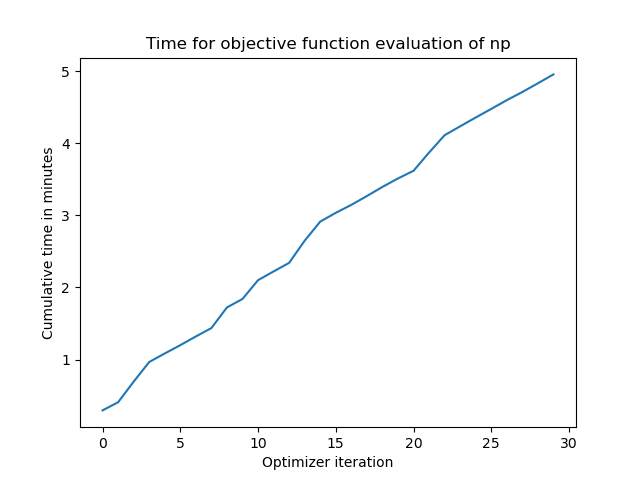 Time for objective function evaluation of np
5
4
3
2
1
Cumulative time in minutes
0 5 10 15 20 25 30
Optimizer iteration